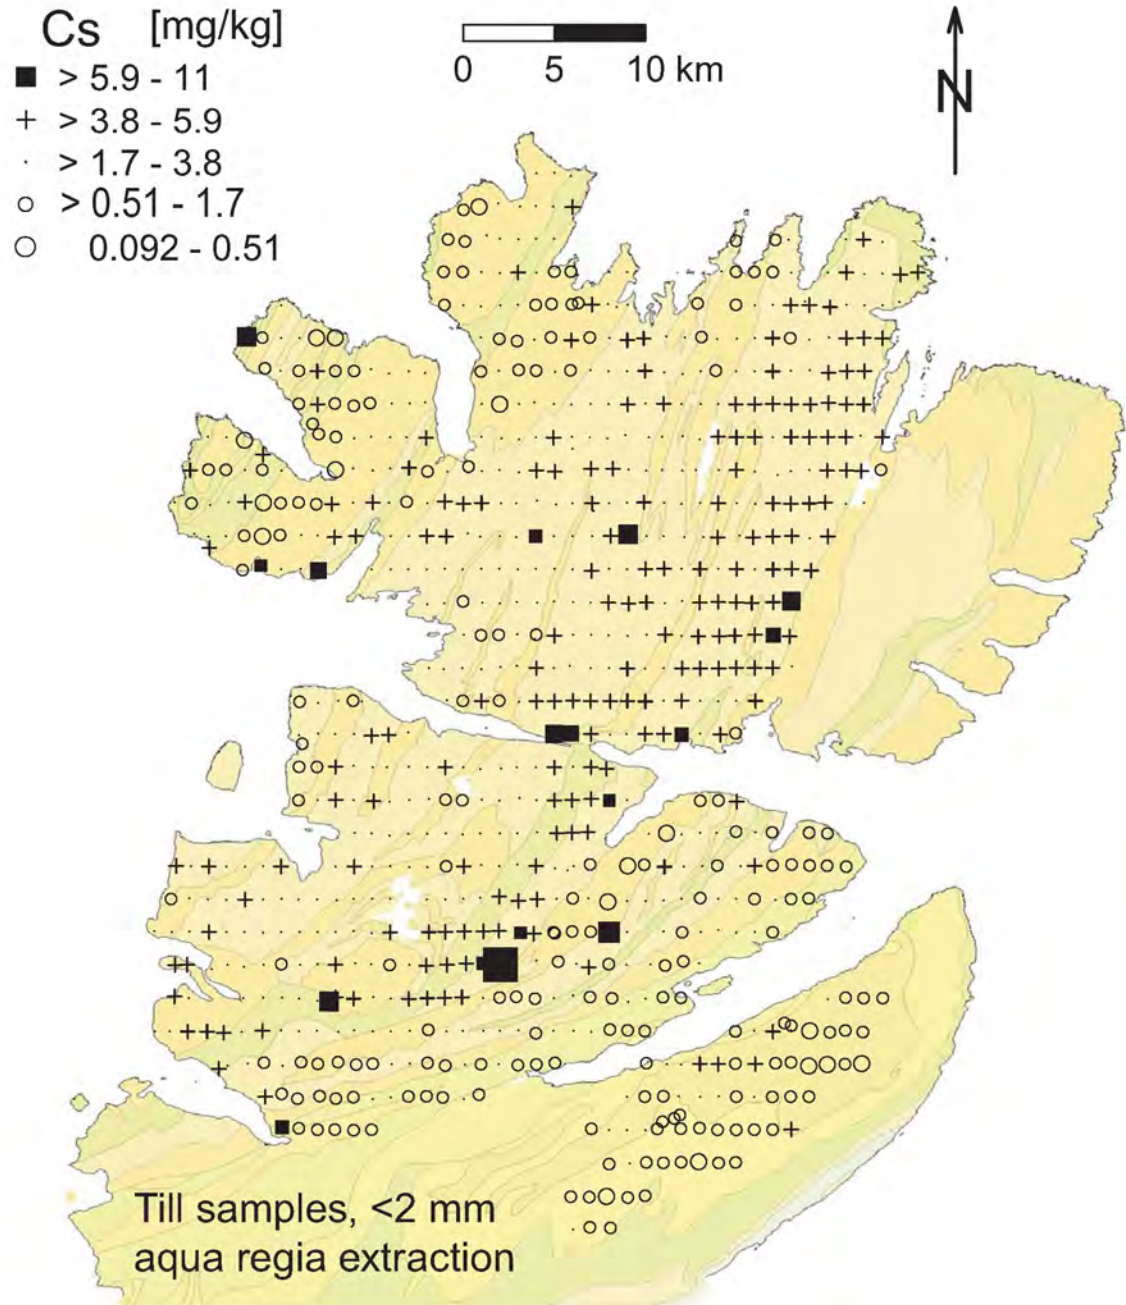 Cs [mg/kg]
> 5.9 - 11
> 3.8 - 5.9
> 1.7 - 3.8
> 0.51 - 1.7
0.092 - 0.51
0 5 10 km
N
Till samples, <2 mm
aqua regia extraction